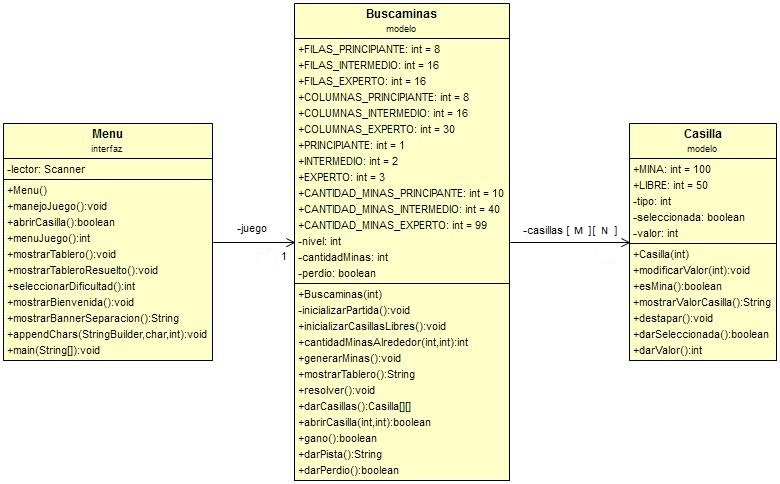 Menu
interfaz
-lector: Scanner
+Menu()
+manejoJuego():void
+abrirCasilla():boolean
+menuJuego():int
+mostrarTablero():void
+mostrarTableroResuelto():void
+seleccionarDificultad():int
+mostrarBienvenida():void
+mostrarBannerSeparacion():String
+appendChars(StringBuilder,char,int):void
+main(String[]):void
-juego
1
Buscaminas
modelo
+FILAS_PRINCIPIANTE: int = 8
+FILAS_INTERMEDIO: int = 16
+FILAS_EXPERTO: int = 16
+COLUMNAS_PRINCIPIANTE: int = 8
+COLUMNAS_INTERMEDIO: int = 16
+COLUMNAS_EXPERTO: int = 30
+PRINCIPIANTE: int = 1
+INTERMEDIO: int = 2
+EXPERTO: int = 3
+CANTIDAD_MINAS_PRINCIPANTE: int = 10
+CANTIDAD_MINAS_INTERMEDIO: int = 40
+CANTIDAD_MINAS_EXPERTO: int = 99
-nivel: int
-cantidadMinas: int
-perdio: boolean
+Buscaminas(int)
-inicializarPartida():void
+inicializarCasillasLibres():void
+cantidadMinasAlrededor(int,int):int
+generarMinas():void
+mostrarTablero():String
+resolver():void
+darCasillas():Casilla[][]
+abrirCasilla(int,int):boolean
+gano():boolean
+darPista():String
+darPerdio():boolean
-casillas [ M ][ N ]
Casilla
modelo
+MINA: int = 100
+LIBRE: int = 50
-tipo: int
-seleccionada: boolean
-valor: int
+Casilla(int)
+modificarValor(int):void
+esMina():boolean
+mostrarValorCasilla():String
+destapar():void
+darSeleccionada():boolean
+darValor():int